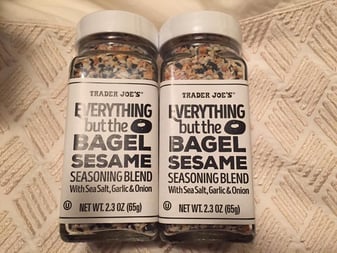 TRADER JOE'S™
EVERYTHING
but the
BAGEL
SESAME
SEASONING BLEND
With Sea Salt, Garlic & Onion
U
NET WT. 2.3 OZ (65g)
TRADER JOE'S™
EVERYTHING
but the
BAGEL
SESAME
SEASONING BLEND
With Sea Salt, Garlic & Onion
U
NET WT. 2.3 OZ (65g)